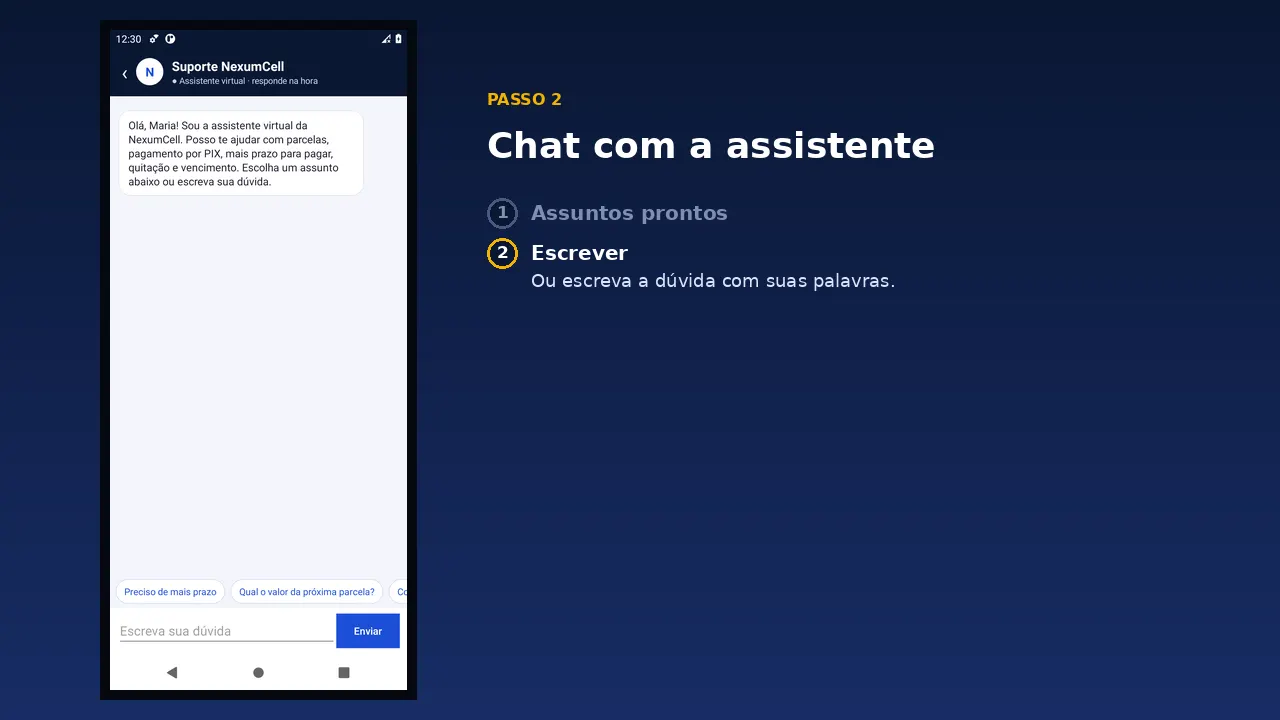 12:30
Suporte NexumCell
● Assistente virtual · responde na hora
Olá, Maria! Sou a assistente virtual da
NexumCell. Posso te ajudar com parcelas,
pagamento por PIX, mais prazo para pagar,
quitação e vencimento. Escolha um assunto
abaixo ou escreva sua dúvida.
Preciso de mais prazo
Qual o valor da próxima parcela?
Escreva sua dúvida
Enviar
PASSO 2
Chat com a assistente
1 Assuntos prontos
2 Escrever
Ou escreva a dúvida com suas palavras.